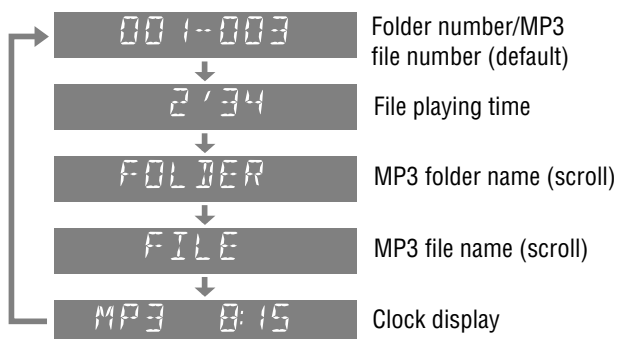 001--003
Folder number/MP3
file number (default)
2'34
File playing time
FOLDER
MP3 folder name (scroll)
FILE
MP3 file name (scroll)
MP3 8:15
Clock display